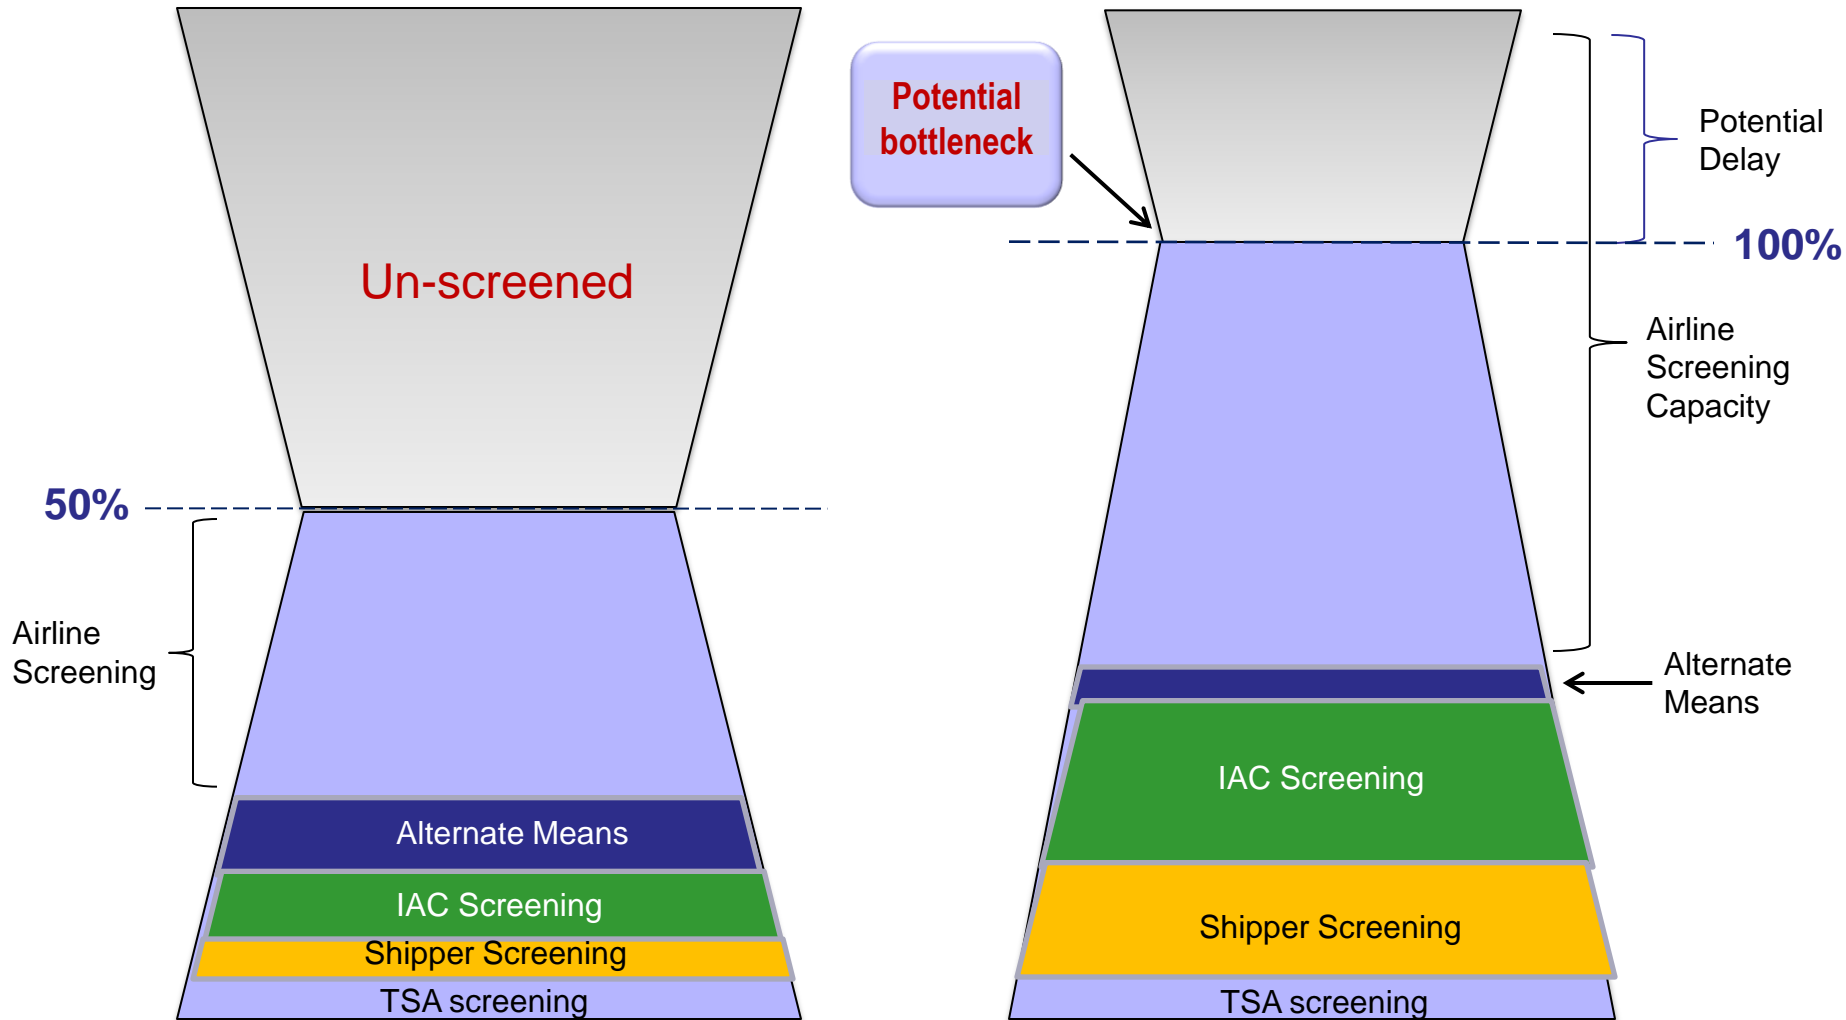 Un-screened
50%
Airline
Screening
Alternate Means
IAC Screening
Shipper Screening
TSA screening
Potential
bottleneck
Potential
Delay
100%
Airline
Screening
Capacity
Alternate
Means
IAC Screening
Shipper Screening
TSA screening